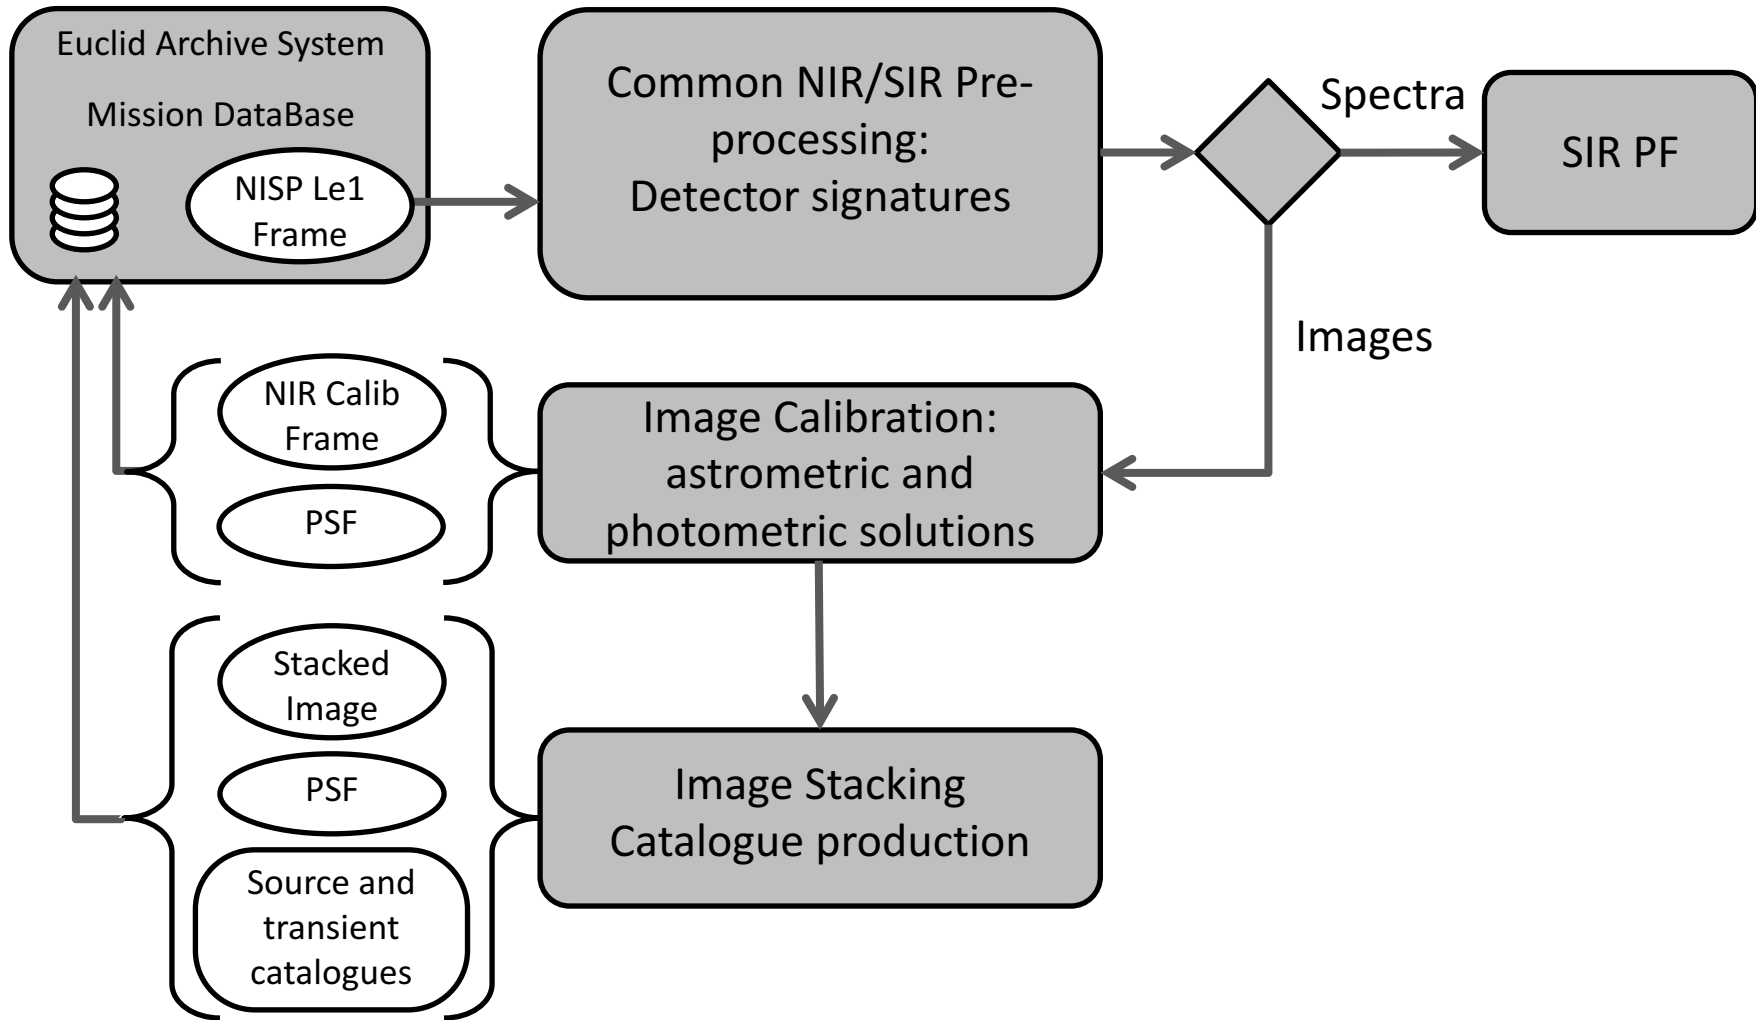 Euclid Archive System
Mission DataBase
NISP Le1
Frame
Common NIR/SIR Pre-
processing:
Detector signatures
Spectra
SIR PF
Images
NIR Calib
Frame
PSF
Image Calibration:
astrometric and
photometric solutions
Stacked
Image
PSF
Source and
transient
catalogues
Image Stacking
Catalogue production